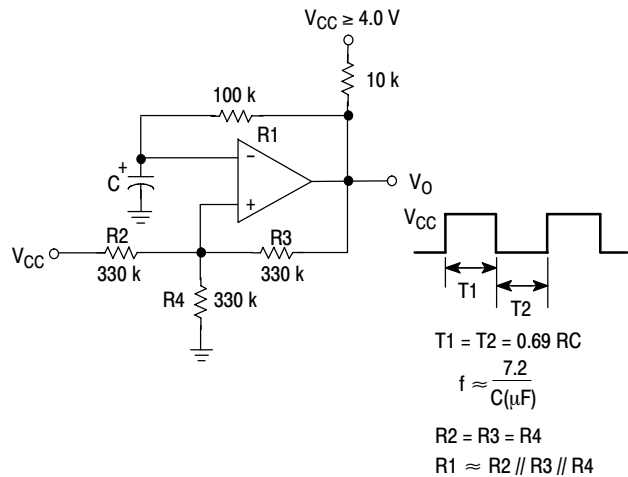 V_CC ≥ 4.0 V
10 k
100 k
R1
−
+
C
+
V_O
V_CC
R2
330 k
R3
330 k
R4
330 k
V_CC
T1
T2
T1 = T2 = 0.69 RC
f ≈ 7.2 / C(μF)
R2 = R3 = R4
R1 ≈ R2 // R3 // R4